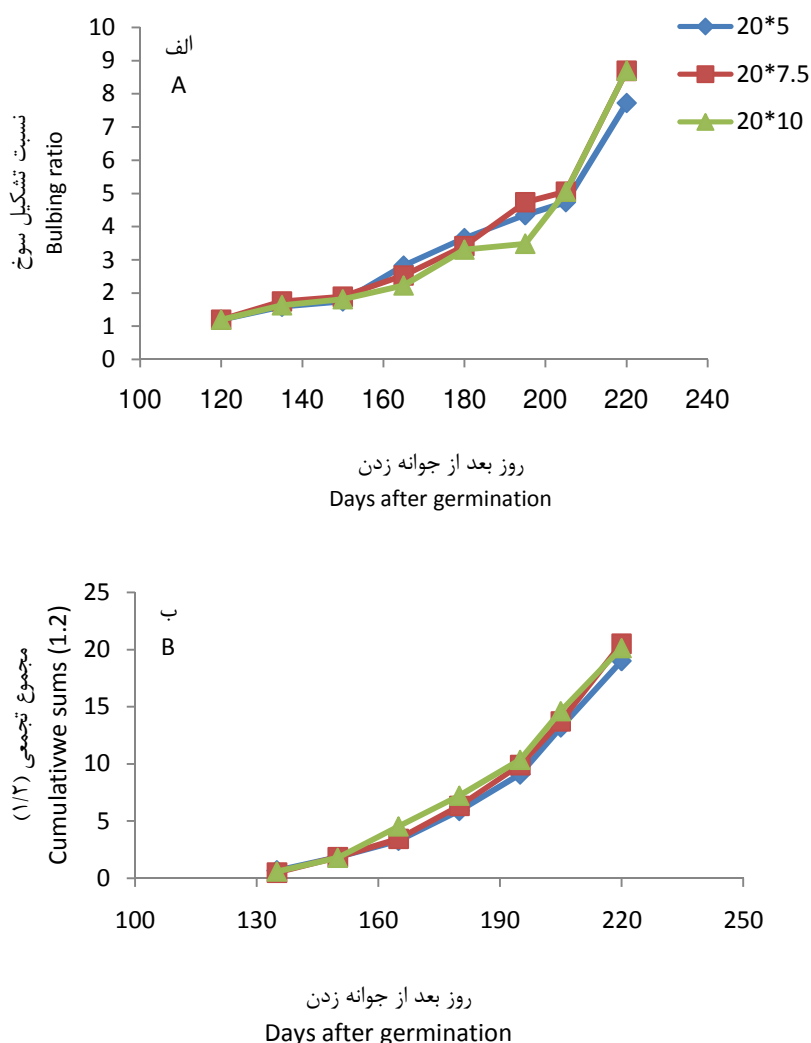 الف
A
20*5
20*7.5
20*10
نسبت تشکیل سوخ
Bulbing ratio
10
9
8
7
6
5
4
3
2
1
0
100 120 140 160 180 200 220 240
روز بعد از جوانه زدن
Days after germination
ب
B
مجموع تجمعی (۱/۲)
Cumulativwe sums (1.2)
25
20
15
10
5
0
100 130 160 190 220 250
روز بعد از جوانه زدن
Days after germination